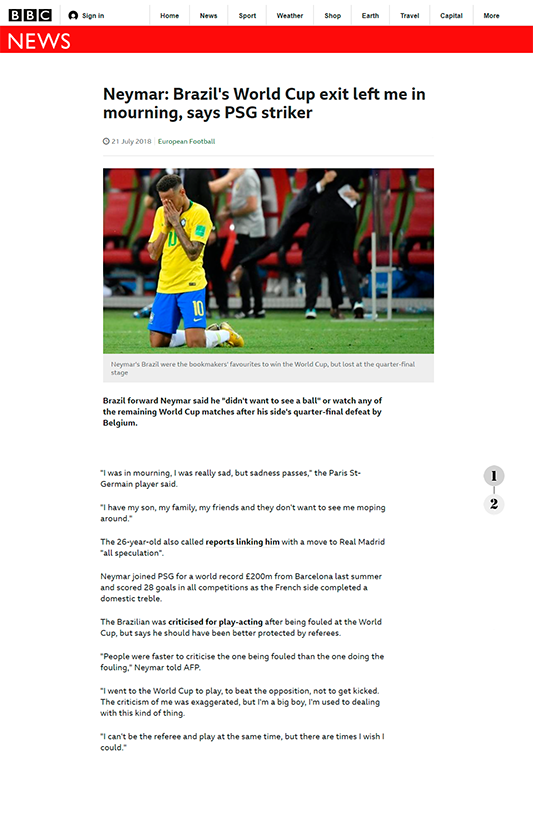 BBC
Sign in
Home
News
Sport
Weather
Shop
Earth
Travel
Capital
More
NEWS
Neymar: Brazil's World Cup exit left me in
mourning, says PSG striker
21 July 2018
European Football
10
10
Neymar's Brazil were the bookmakers' favourites to win the World Cup, but lost at the quarter-final
stage
Brazil forward Neymar said he "didn't want to see a ball" or watch any of
the remaining World Cup matches after his side's quarter-final defeat by
Belgium.
"I was in mourning, I was really sad, but sadness passes," the Paris St-
Germain player said.
"I have my son, my family, my friends and they don't want to see me moping
around."
The 26-year-old also called reports linking him with a move to Real Madrid
"all speculation".
Neymar joined PSG for a world record £200m from Barcelona last summer
and scored 28 goals in all competitions as the French side completed a
domestic treble.
The Brazilian was criticised for play-acting after being fouled at the World
Cup, but says he should have been better protected by referees.
"People were faster to criticise the one being fouled than the one doing the
fouling," Neymar told AFP.
"I went to the World Cup to play, to beat the opposition, not to get kicked.
The criticism of me was exaggerated, but I'm a big boy, I'm used to dealing
with this kind of thing.
"I can't be the referee and play at the same time, but there are times I wish I
could."
1
2